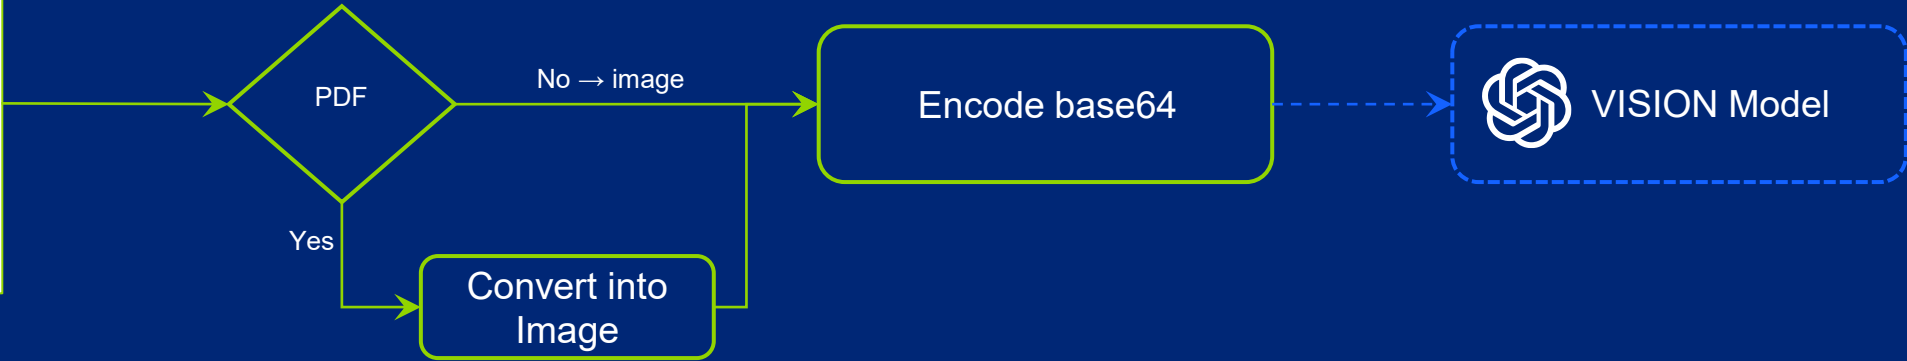 PDF
No → image
Yes
Convert into
Image
Encode base64
VISION Model